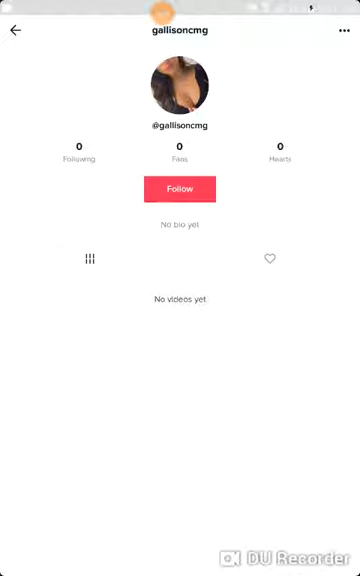 gallisoncmg
@gallisoncmg
0 0 0
Following Fans Hearts
Follow
No bio yet
No videos yet
DU Recorder